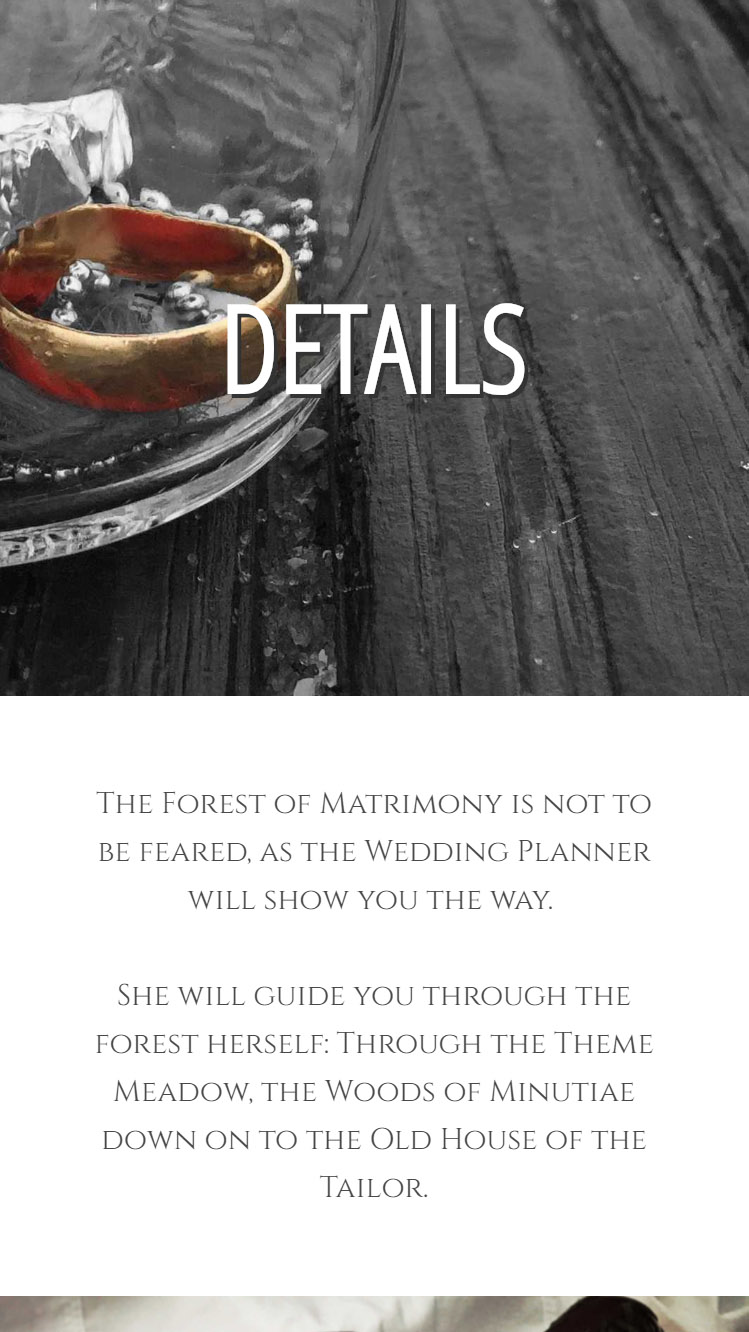 DETAILS
The Forest of Matrimony is not to
be feared, as the Wedding Planner
will show you the way.
She will guide you through the
forest herself: Through the Theme
Meadow, the Woods of Minutiae
down on to the Old House of the
Tailor.